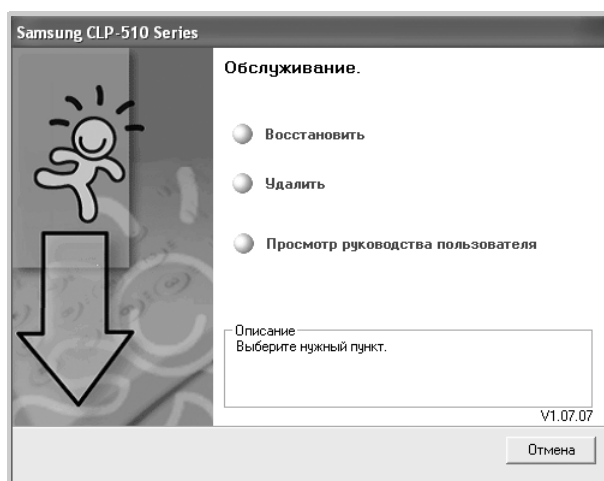 Samsung CLP-510 Series
Обслуживание.
Восстановить
Удалить
Просмотр руководства пользователя
Описание
Выберите нужный пункт.
V1.07.07
Отмена